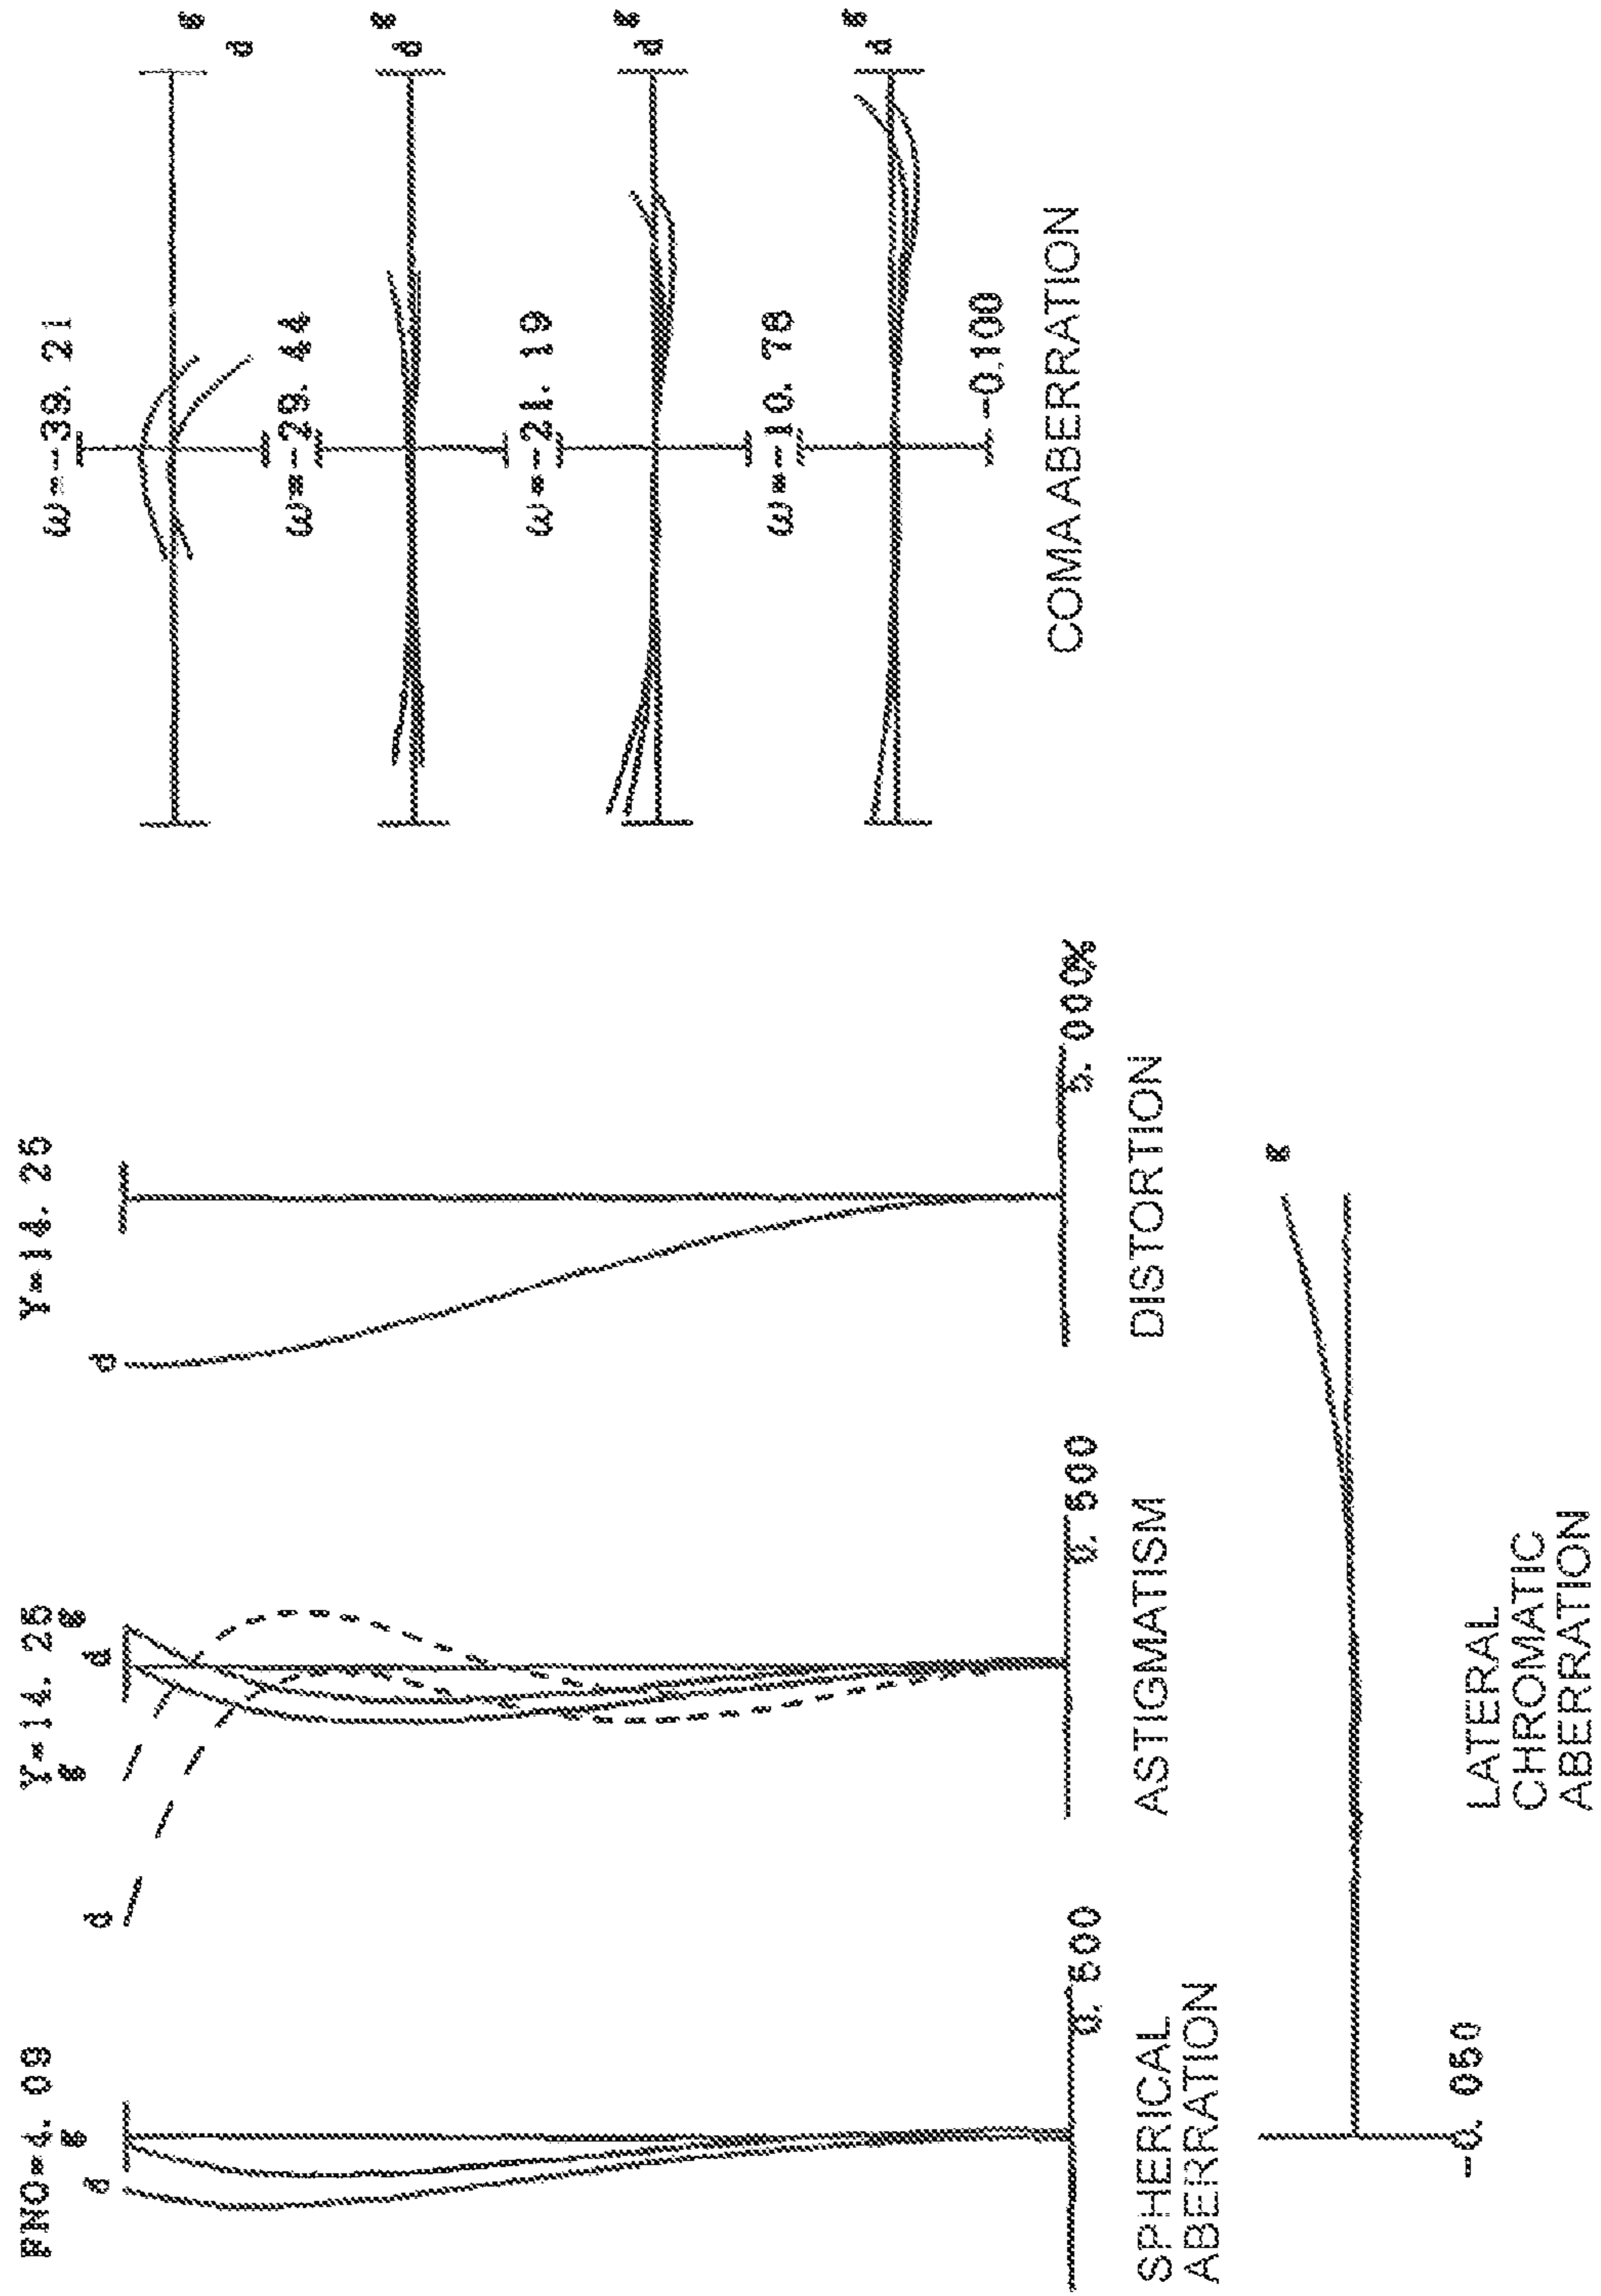 FNO=4. 09
g
d
0. 500
SPHERICAL
ABERRATION
Y=14. 25
g
d
g
d
0. 500
ASTIGMATISM
Y=14. 25
d
5. 000%
DISTORTION
g
-0. 050
LATERAL
CHROMATIC
ABERRATION
ω=-39. 21
g
d
ω=-29. 44
g
d
ω=-21. 19
g
d
ω=-10. 78
g
d
-0.100
COMA ABERRATION